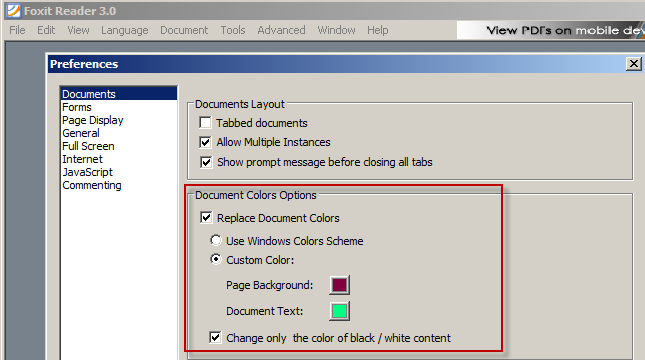 Foxit Reader 3.0
File Edit View Language Document Tools Advanced Window Help
View PDFs on mobile dev
Preferences
Documents
Forms
Page Display
General
Full Screen
Internet
JavaScript
Commenting
Documents Layout
Tabbed documents
Allow Multiple Instances
Show prompt message before closing all tabs
Document Colors Options
Replace Document Colors
Use Windows Colors Scheme
Custom Color:
Page Background:
Document Text:
Change only the color of black / white content